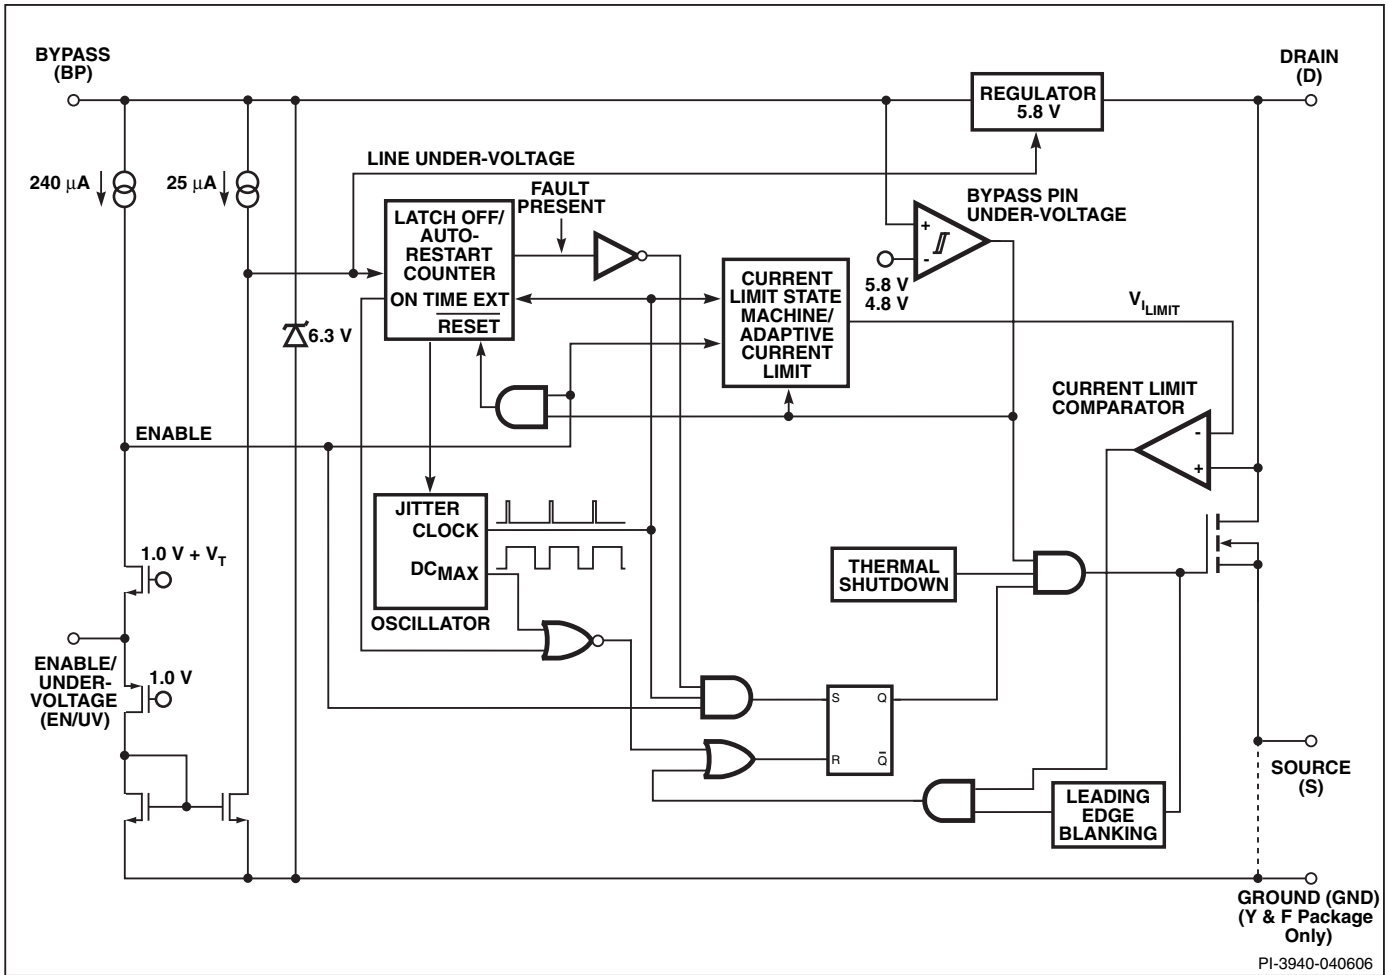 BYPASS
(BP)
DRAIN
(D)
REGULATOR
5.8 V
LINE UNDER-VOLTAGE
240 μA
25 μA
FAULT
PRESENT
BYPASS PIN
UNDER-VOLTAGE
LATCH OFF/
AUTO-
RESTART
COUNTER
ON TIME EXT
RESET
+
-
5.8 V
4.8 V
CURRENT
LIMIT STATE
MACHINE/
ADAPTIVE
CURRENT
LIMIT
VILIMIT
6.3 V
CURRENT LIMIT
COMPARATOR
-
+
ENABLE
JITTER
CLOCK
DCMAX
OSCILLATOR
1.0 V + VT
THERMAL
SHUTDOWN
ENABLE/
UNDER-
VOLTAGE
(EN/UV)
1.0 V
S Q
R Q
SOURCE
(S)
LEADING
EDGE
BLANKING
GROUND (GND)
(Y & F Package
Only)
PI-3940-040606